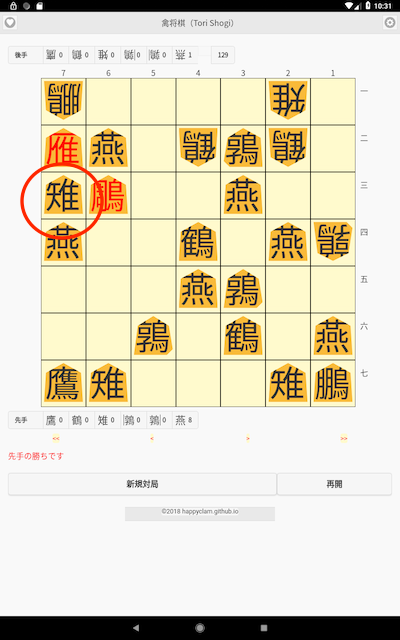 10:31
禽将棋（Tori Shogi）
後手 鷹 0 鶴 0 雉 0 鶉 0 鶉 0 燕 1 129
7 6 5 4 3 2 1
鵬 雉 一
雁 燕 鶴 鶉 鶴 二
雉 鵰 燕 三
燕 鶴 燕 鶉 四
燕 鶉 五
鶉 鶴 燕 六
鷹 雉 雉 鵬 七
先手 鷹 0 鶴 0 雉 0 鶉 0 鶉 0 燕 8
<< < > >>
先手の勝ちです
新規対局 再開
©2018 happyclam.github.io